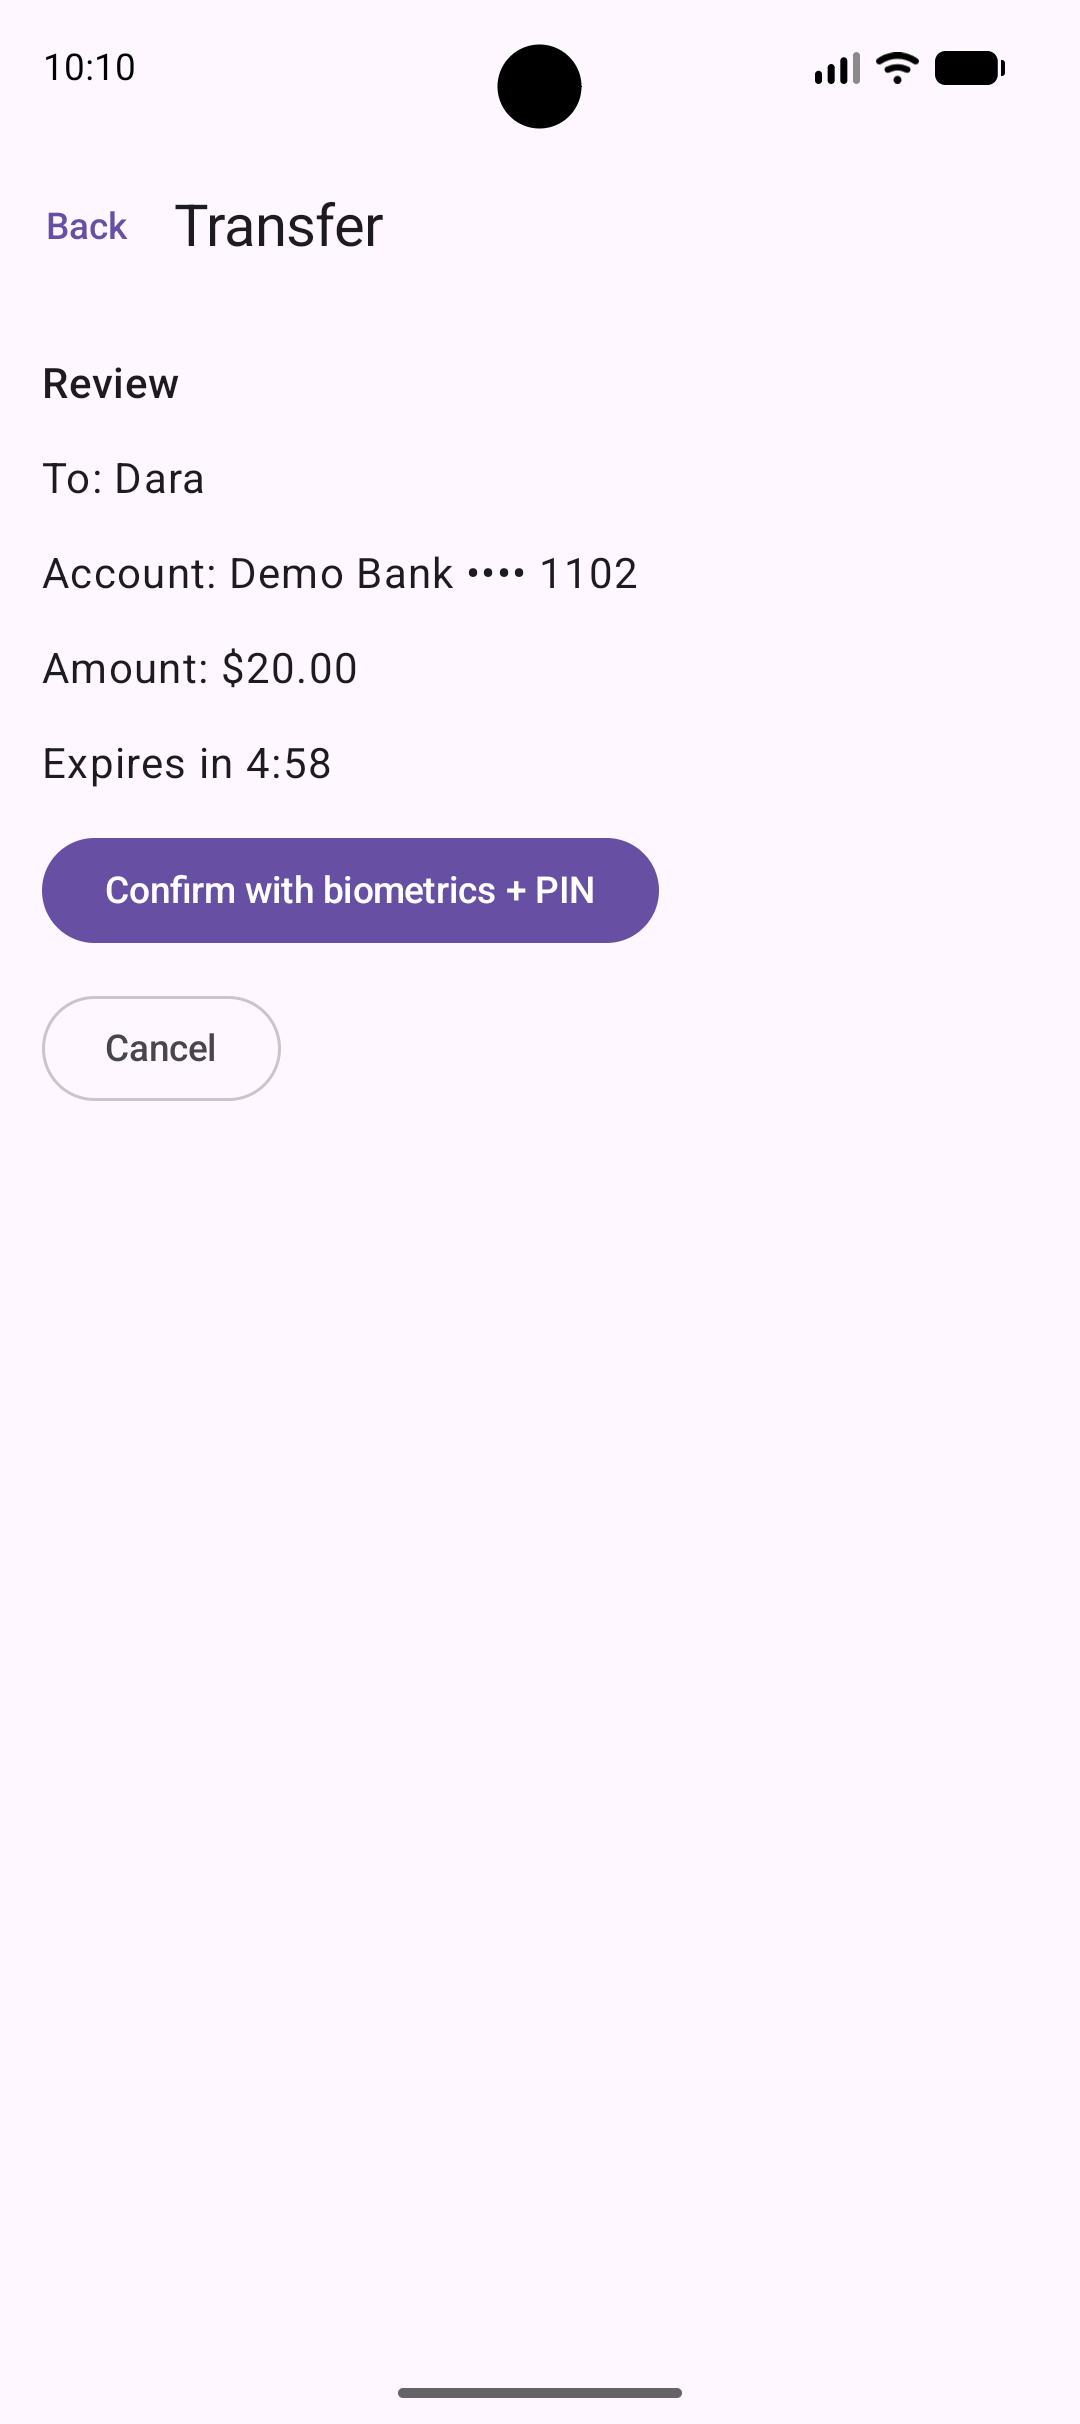 10:10
Back Transfer
Review
To: Dara
Account: Demo Bank •••• 1102
Amount: $20.00
Expires in 4:58
Confirm with biometrics + PIN
Cancel